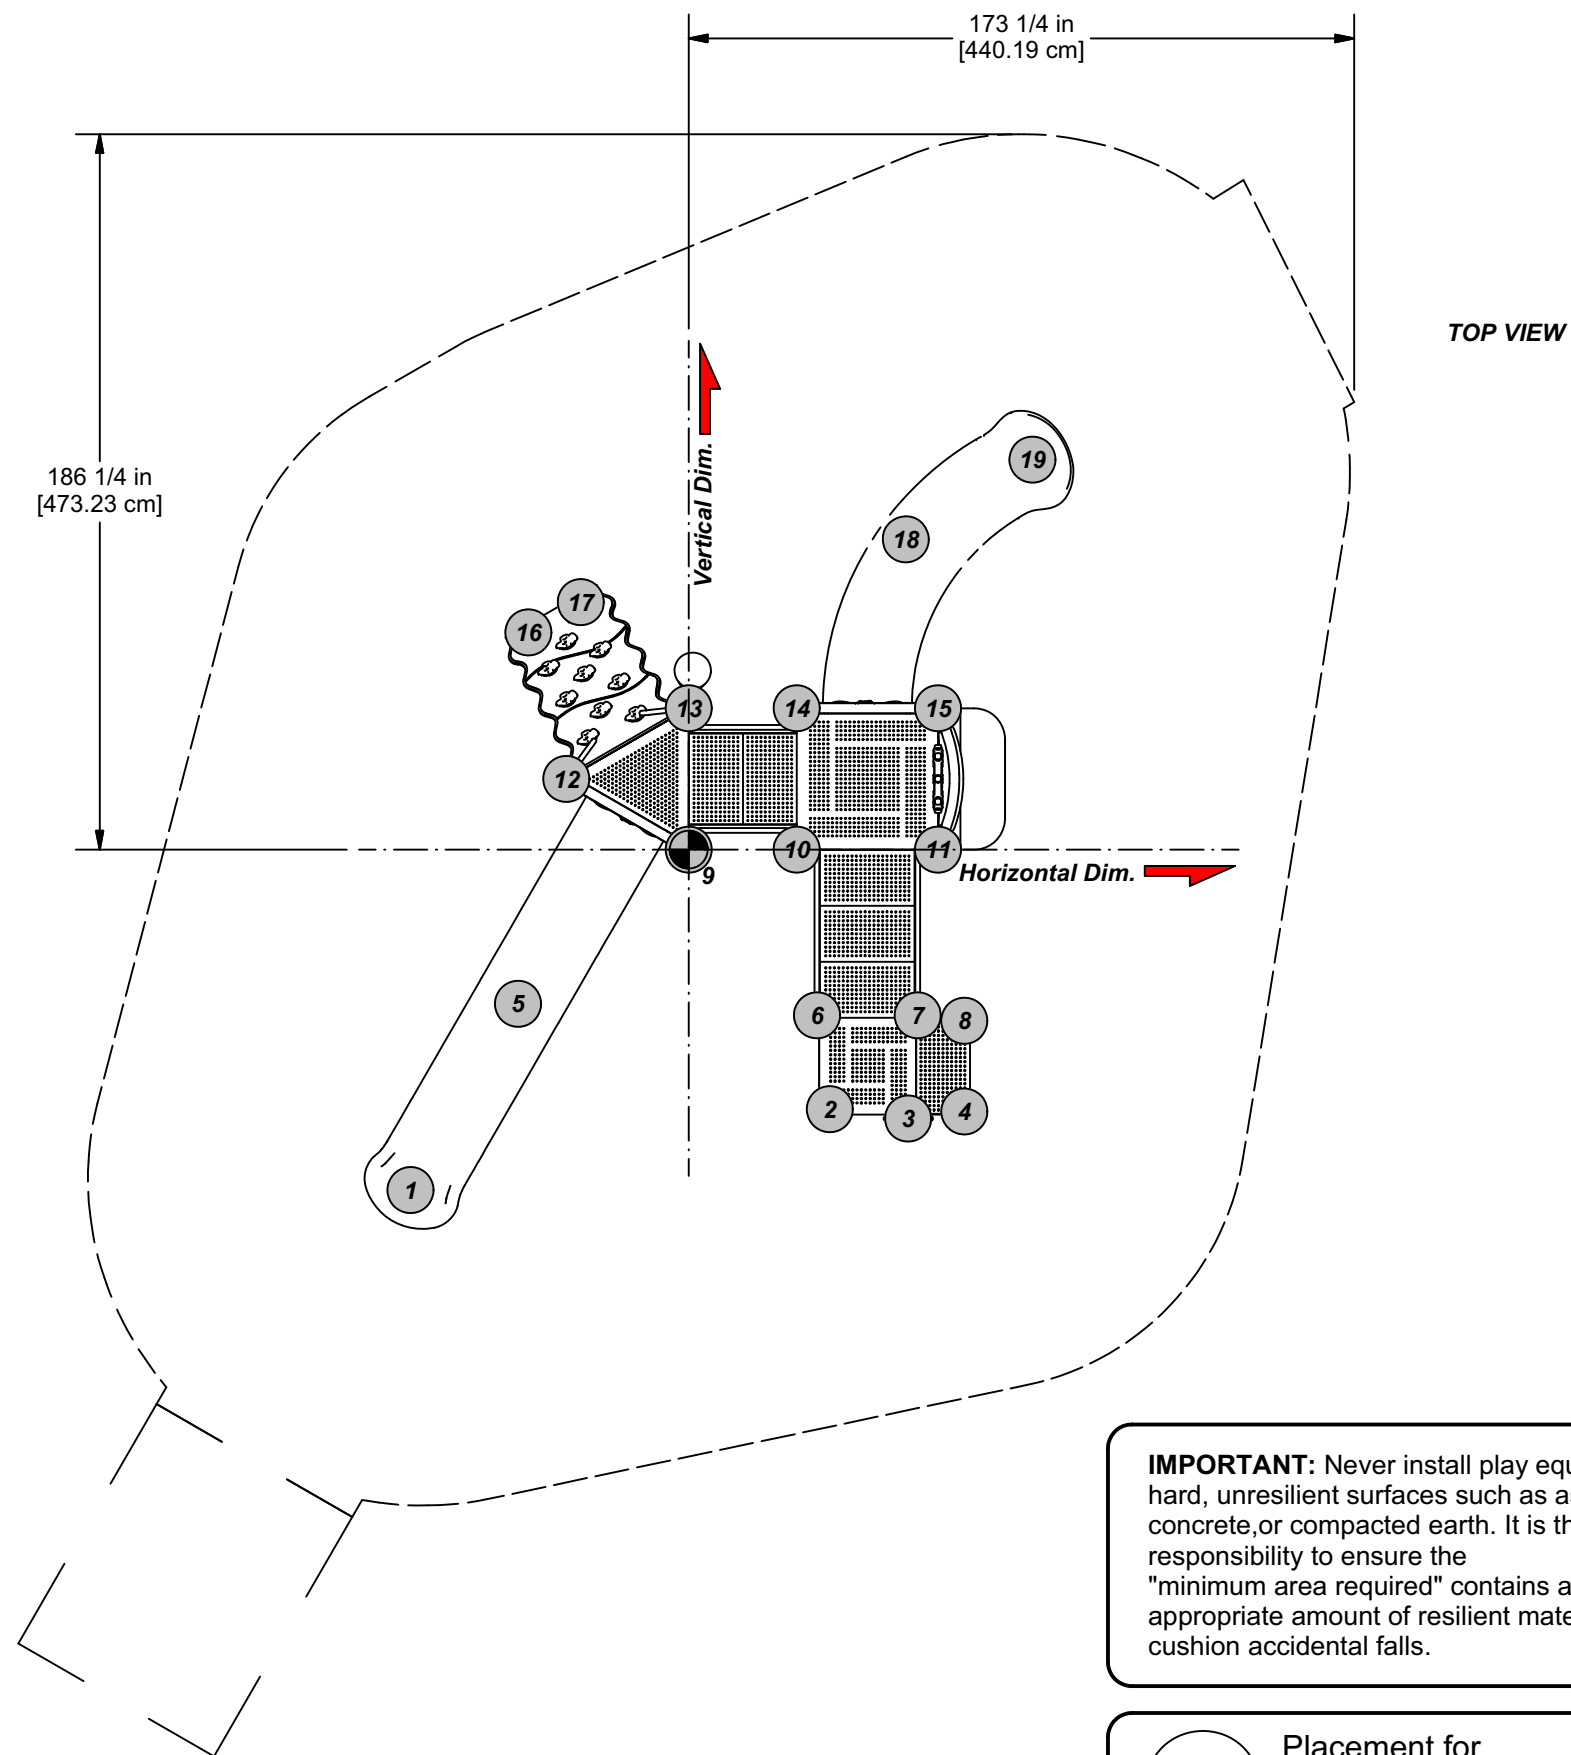 173 1/4 in
[440.19 cm]
TOP VIEW
186 1/4 in
[473.23 cm]
Vertical Dim.
19
18
17
16
13
14
15
12
9
10
11
Horizontal Dim.
5
6
7
8
2
3
4
1
IMPORTANT: Never install play equ
hard, unresilient surfaces such as as
concrete,or compacted earth. It is th
responsibility to ensure the
"minimum area required" contains a
appropriate amount of resilient mate
cushion accidental falls.
Placement for